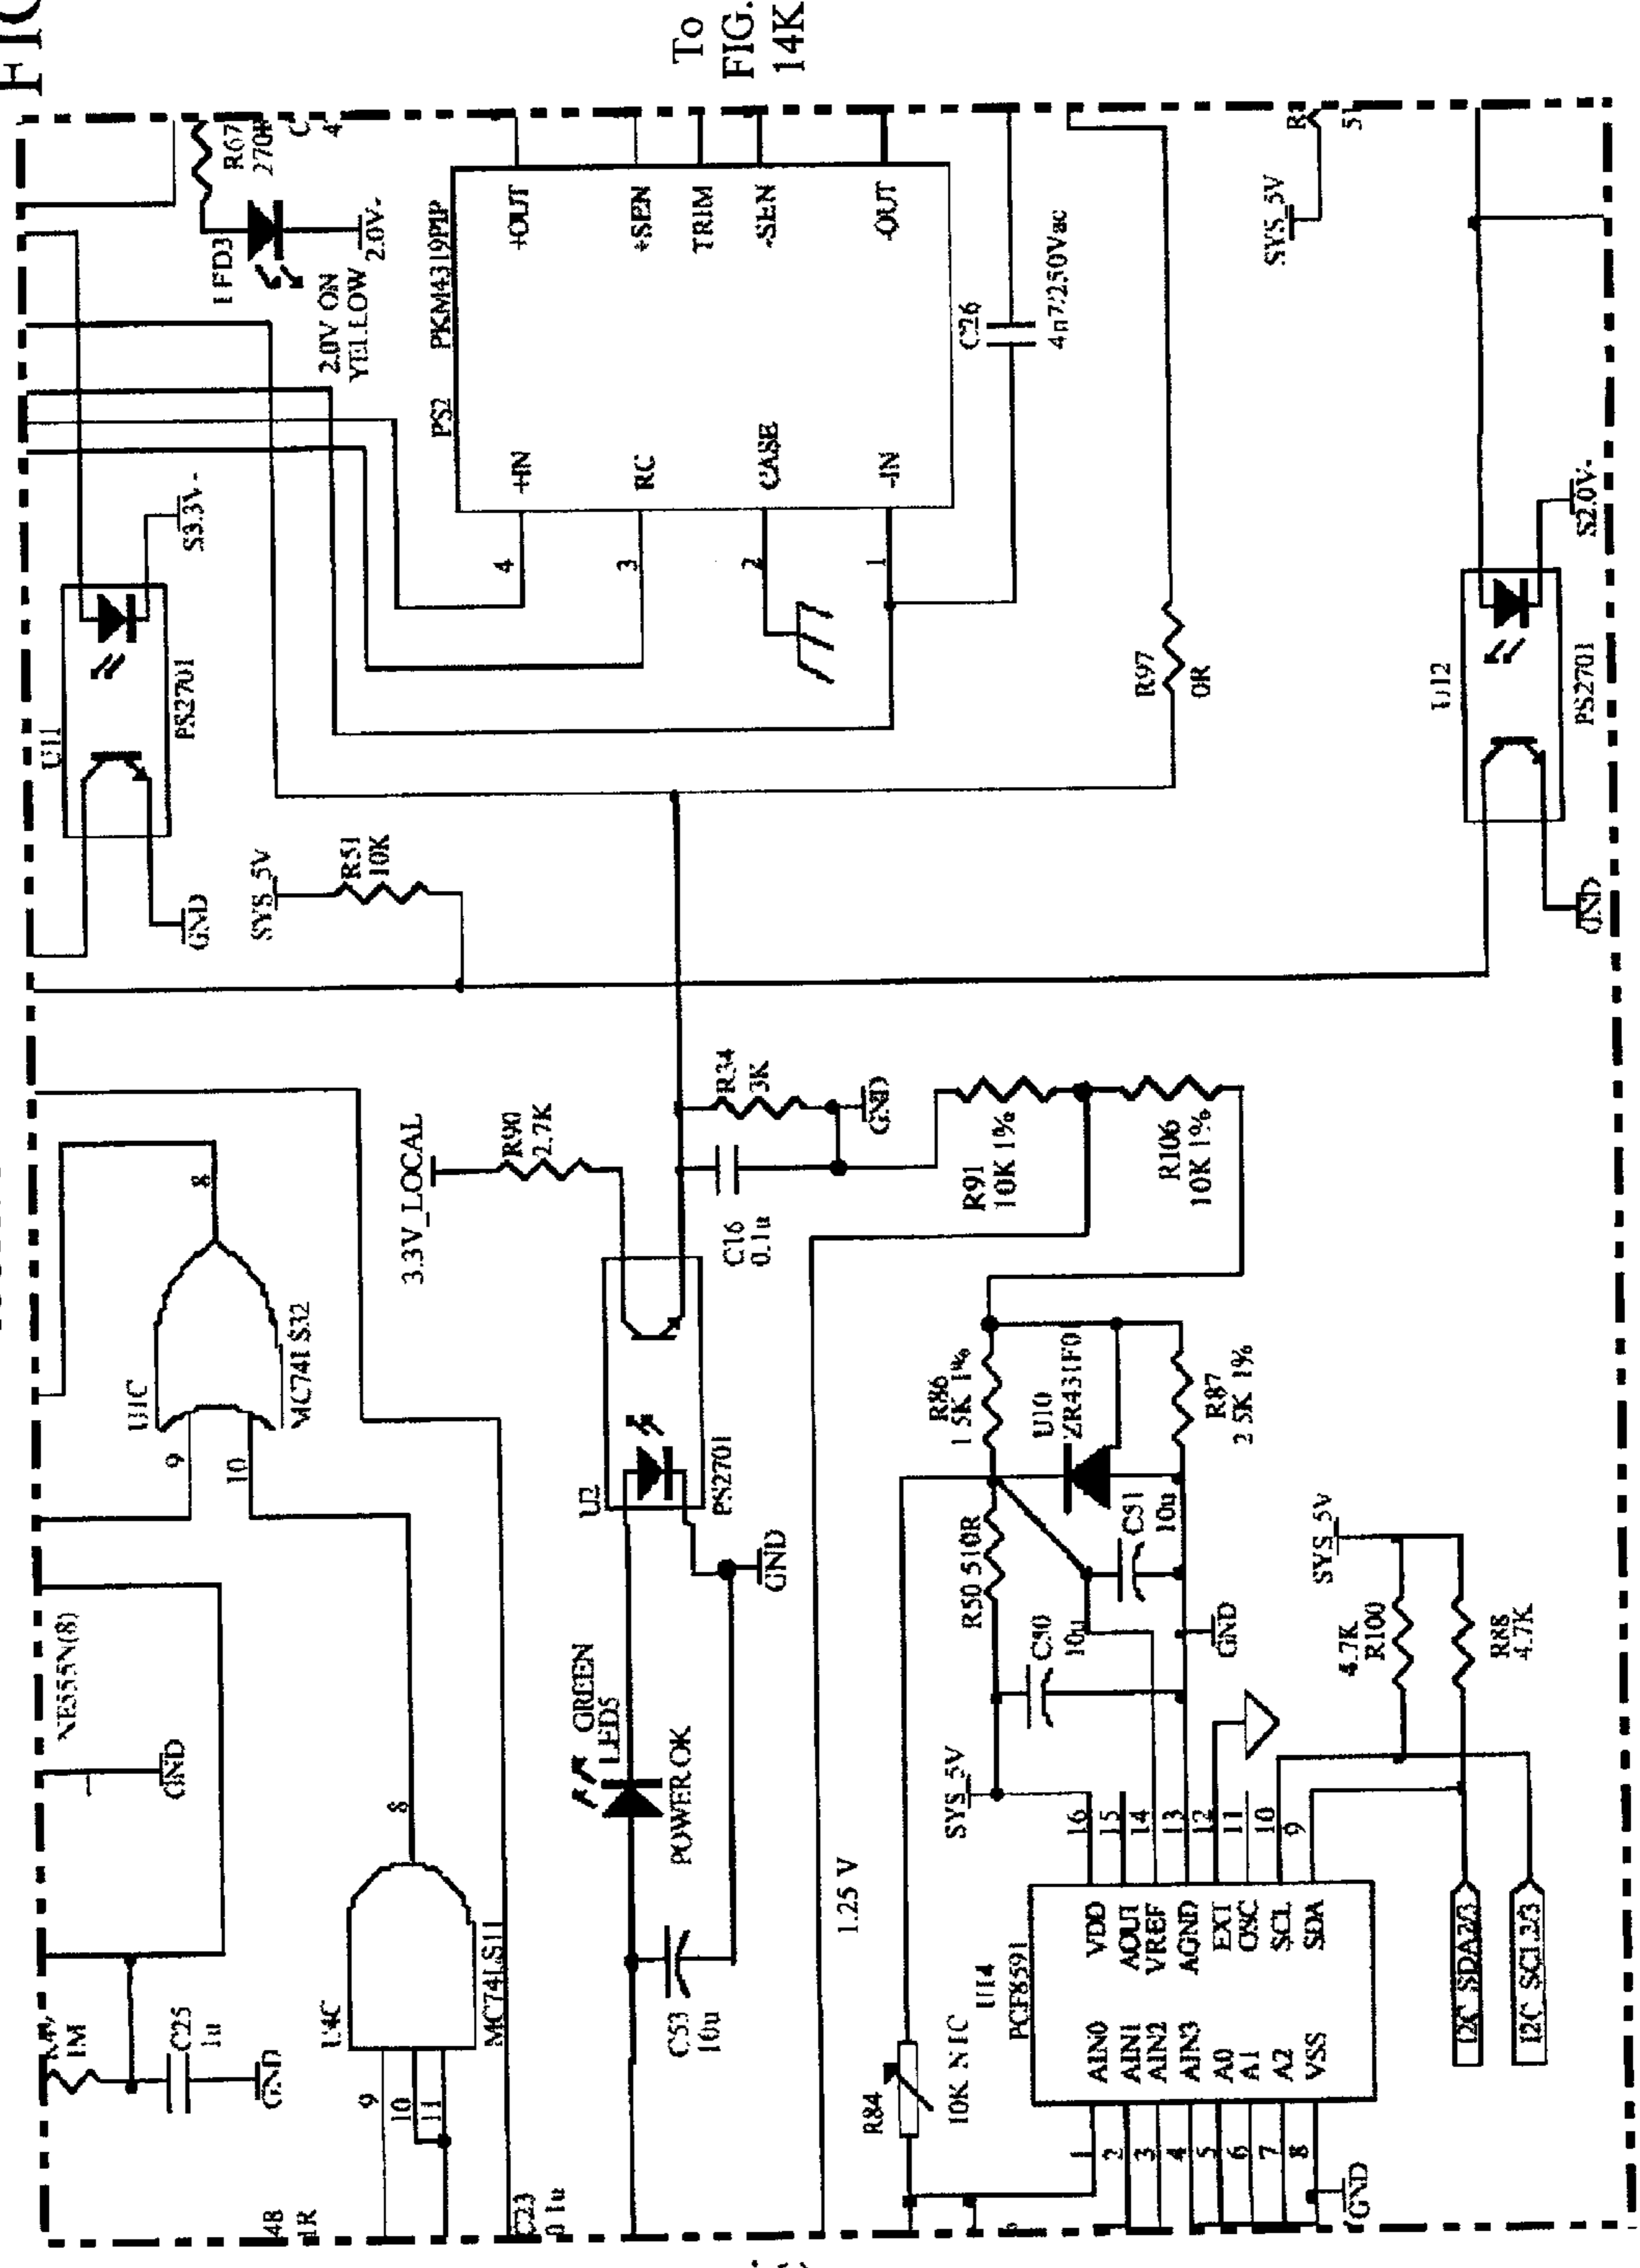 To
FIG.
14K
R67
LED3
2.0V ON
YELLOW
2.0V-
S3.3V-
U11
PS2701
GND
SYS_5V
R51
10K
PS2
PKM4319PIP
+IN
RC
CASE
-IN
+OUT
+SEN
TRIM
-SEN
-OUT
4
3
2
1
C26
4n7/250Vac
R97
0R
SYS_5V
U12
PS2701
S2.0V-
GND
U1C
MC74LS32
9
10
8
3.3V_LOCAL
R90
2.7K
R34
3K
C16
0.1u
GND
R91
10K 1%
R106
10K 1%
U2
PS2701
GND
NE555N(8)
GND
1M
C25
1u
GND
U4C
MC74LS11
9
10
11
8
C23
0.1u
GREEN
LED5
POWER OK
C53
10u
1.25 V
R84
10K NTC
R86
1.5K 1%
U10
ZR431F01
R87
2.5K 1%
R50 510R
C51
10u
10u
GND
SYS_5V
SYS_5V
4.7K
R100
R88
4.7K
U14
PCF8591
AIN0
AIN1
AIN2
AIN3
A0
A1
A2
VSS
VDD
AOUT
VREF
AGND
EXT
OSC
SCL
SDA
1
2
3
4
5
6
7
8
16
15
14
13
12
11
10
9
GND
I2C_SDA2/3
I2C_SCL2/3